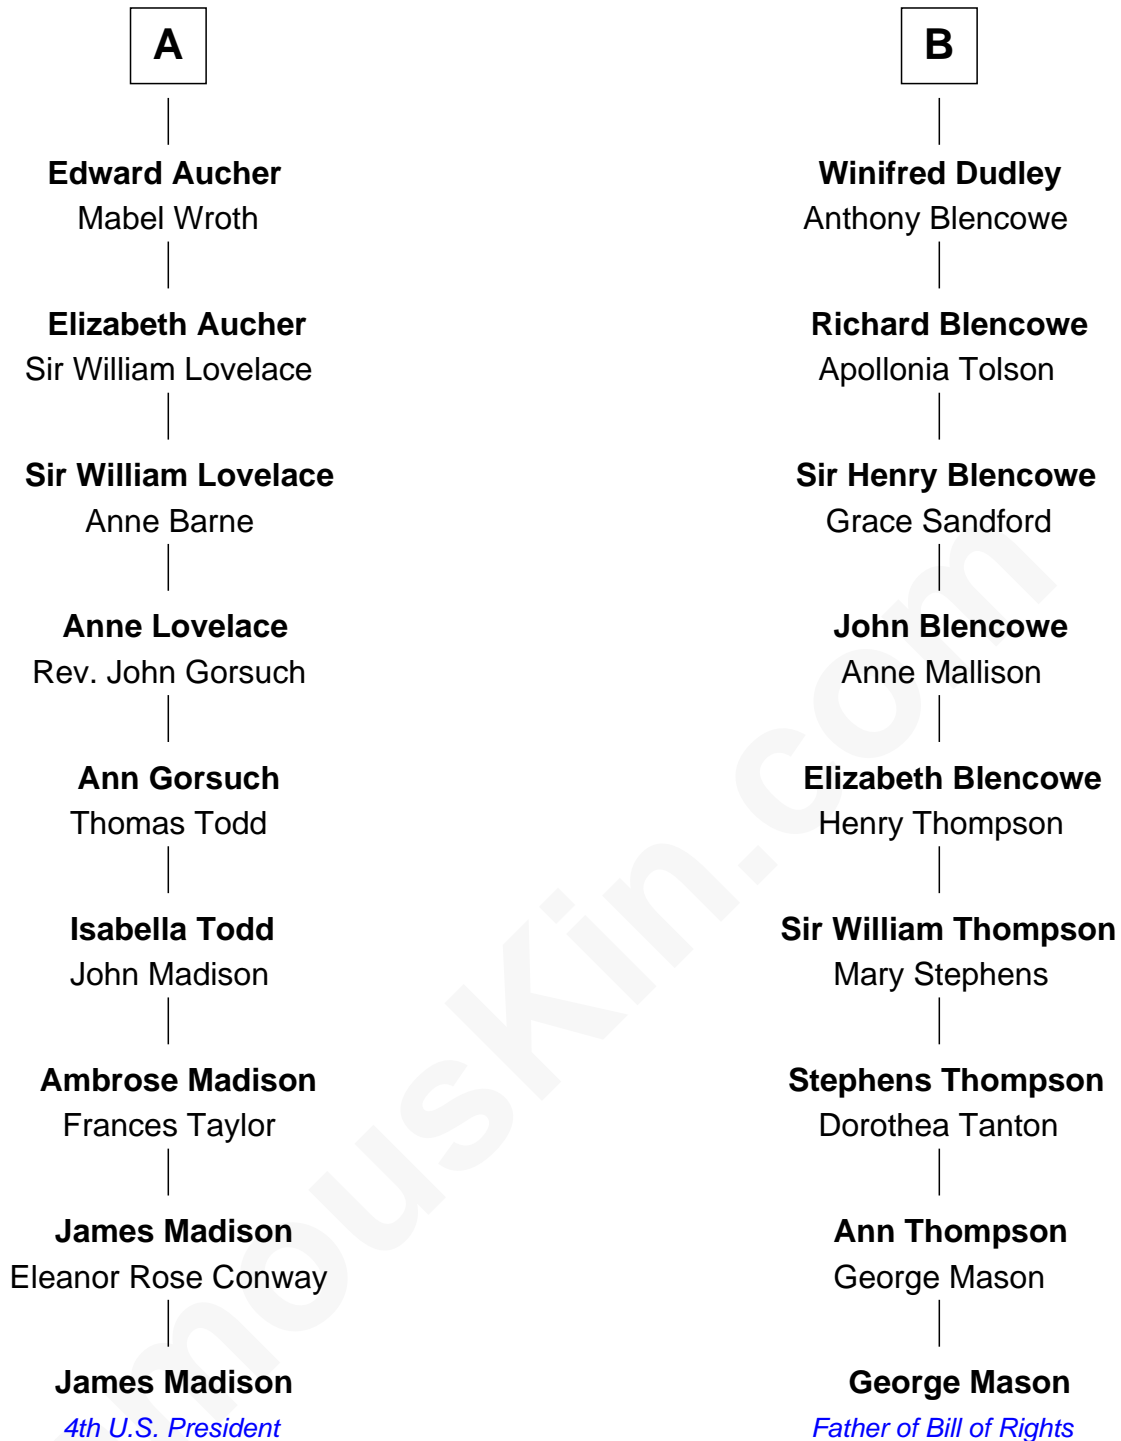 A
Edward Aucher
Mabel Wroth
Elizabeth Aucher
Sir William Lovelace
Sir William Lovelace
Anne Barne
Anne Lovelace
Rev. John Gorsuch
Ann Gorsuch
Thomas Todd
Isabella Todd
John Madison
Ambrose Madison
Frances Taylor
James Madison
Eleanor Rose Conway
James Madison
4th U.S. President
B
Winifred Dudley
Anthony Blencowe
Richard Blencowe
Apollonia Tolson
Sir Henry Blencowe
Grace Sandford
John Blencowe
Anne Mallison
Elizabeth Blencowe
Henry Thompson
Sir William Thompson
Mary Stephens
Stephens Thompson
Dorothea Tanton
Ann Thompson
George Mason
George Mason
Father of Bill of Rights
mouskin.com